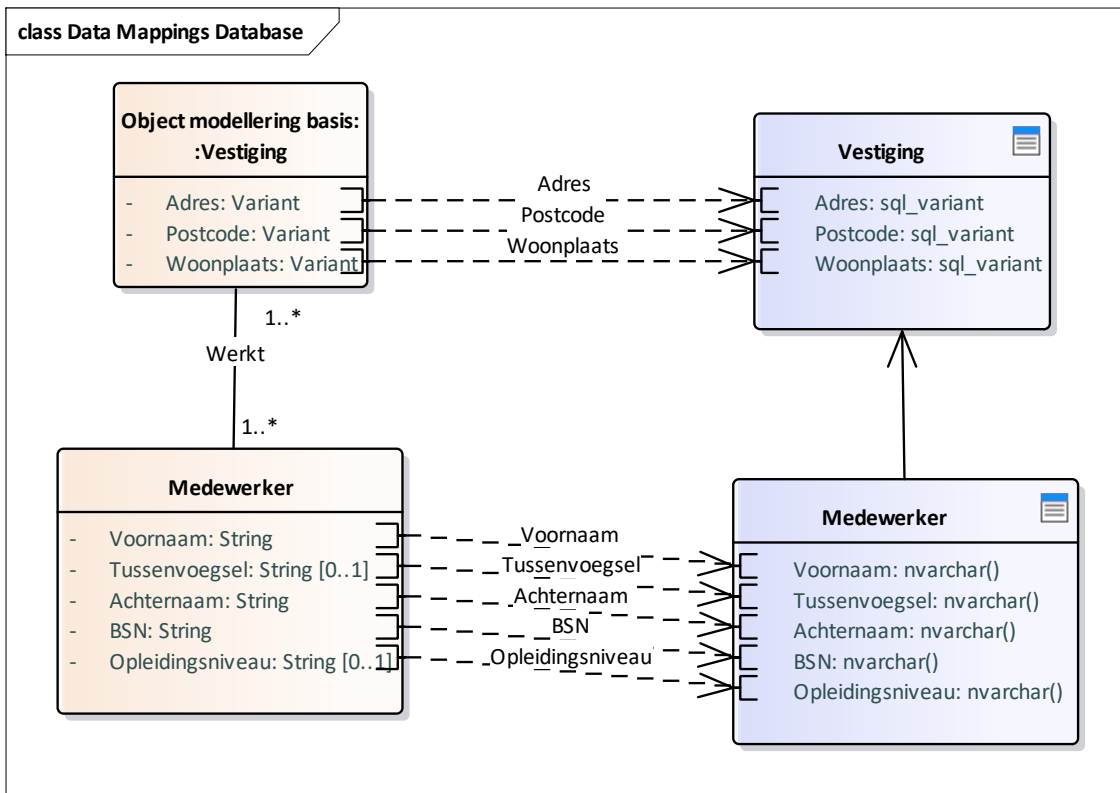 class Data Mappings Database
Object modellering basis:
:Vestiging
- Adres: Variant
- Postcode: Variant
- Woonplaats: Variant
Adres
Postcode
Woonplaats
Vestiging
Adres: sql_variant
Postcode: sql_variant
Woonplaats: sql_variant
1..*
Werkt
1..*
Medewerker
- Voornaam: String
- Tussenvoegsel: String [0..1]
- Achternaam: String
- BSN: String
- Opleidingsniveau: String [0..1]
Voornaam
Tussenvoegsel
Achternaam
BSN
Opleidingsniveau
Medewerker
Voornaam: nvarchar()
Tussenvoegsel: nvarchar()
Achternaam: nvarchar()
BSN: nvarchar()
Opleidingsniveau: nvarchar()